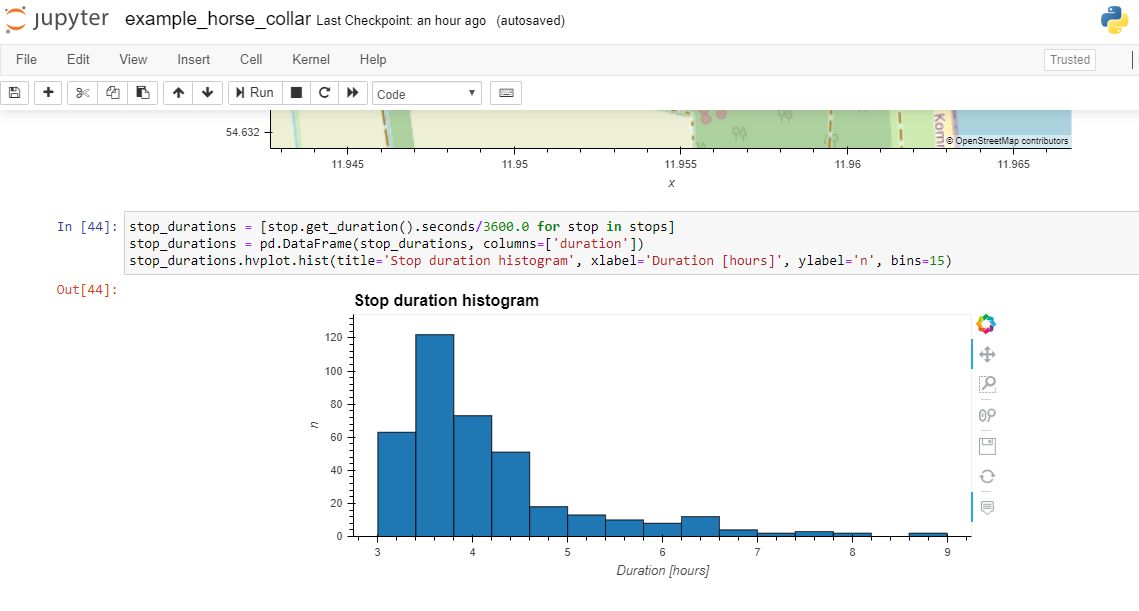 jupyter example_horse_collar Last Checkpoint: an hour ago (autosaved)
File Edit View Insert Cell Kernel Help Trusted
Run Code
54.632
© OpenStreetMap contributors
11.945 11.95 11.955 11.96 11.965
x
In [44]: stop_durations = [stop.get_duration().seconds/3600.0 for stop in stops]
stop_durations = pd.DataFrame(stop_durations, columns=['duration'])
stop_durations.hvplot.hist(title='Stop duration histogram', xlabel='Duration [hours]', ylabel='n', bins=15)
Out[44]:
Stop duration histogram
120
100
80
n
60
40
20
0
3 4 5 6 7 8 9
Duration [hours]